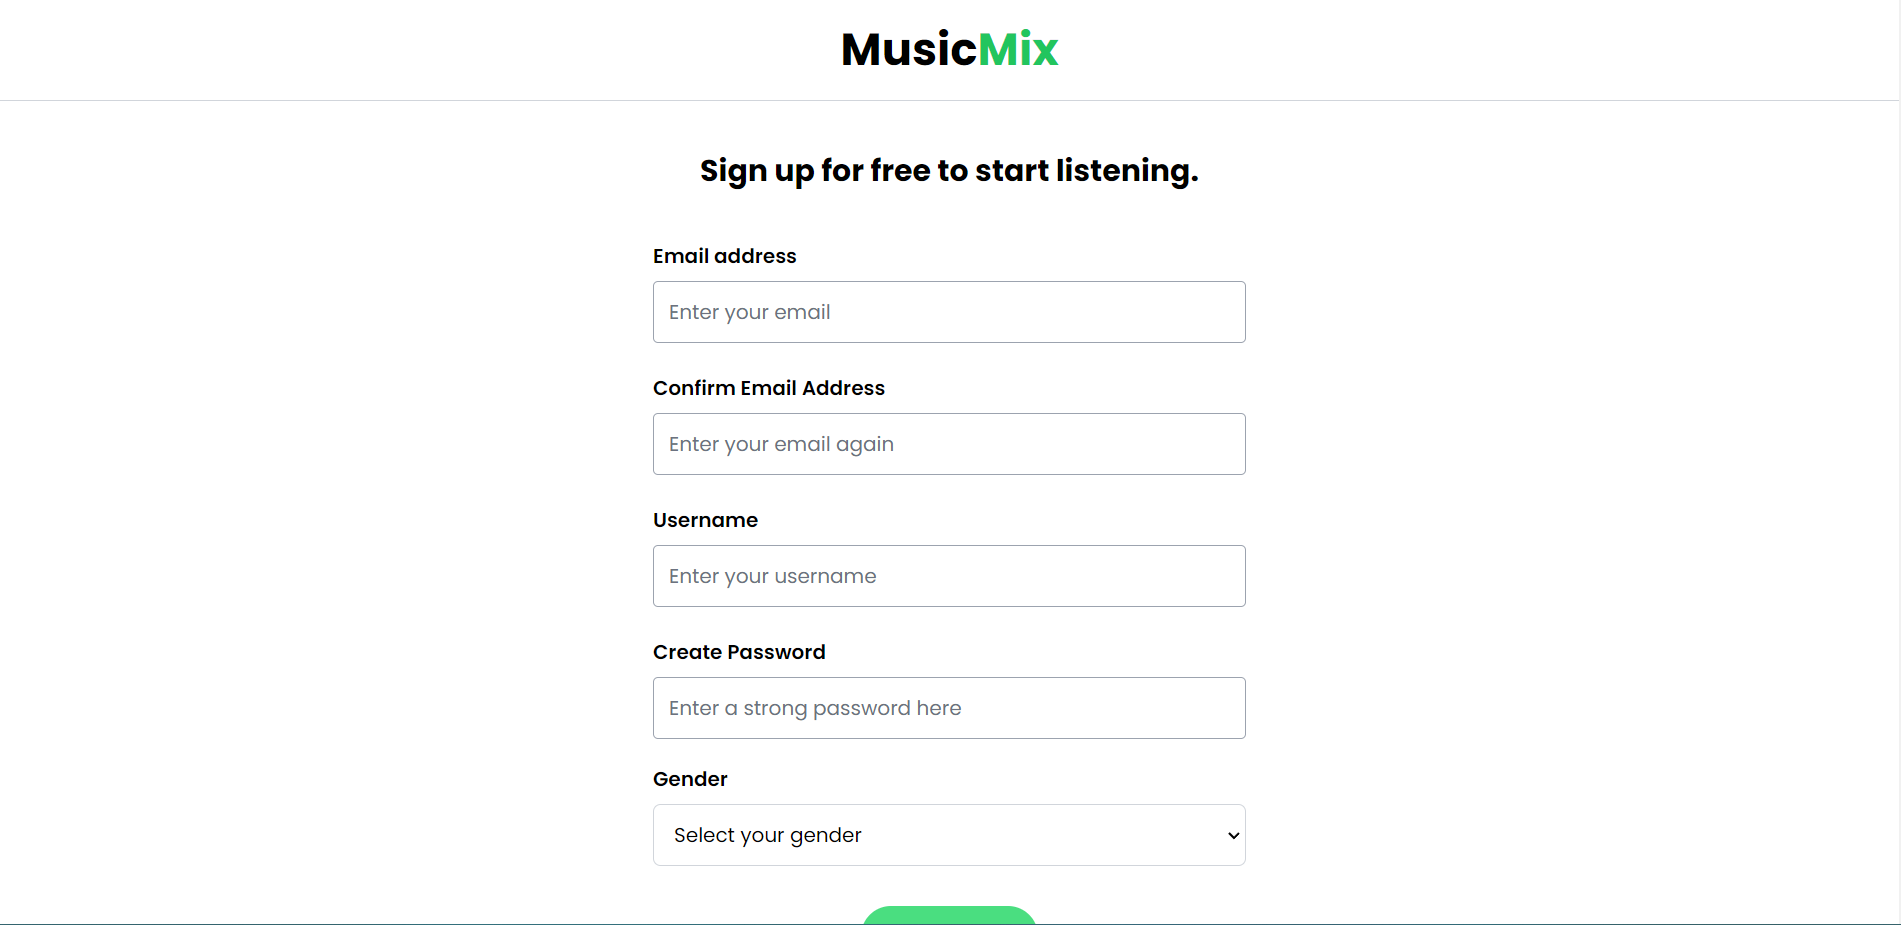 MusicMix
Sign up for free to start listening.
Email address
Enter your email
Confirm Email Address
Enter your email again
Username
Enter your username
Create Password
Enter a strong password here
Gender
Select your gender